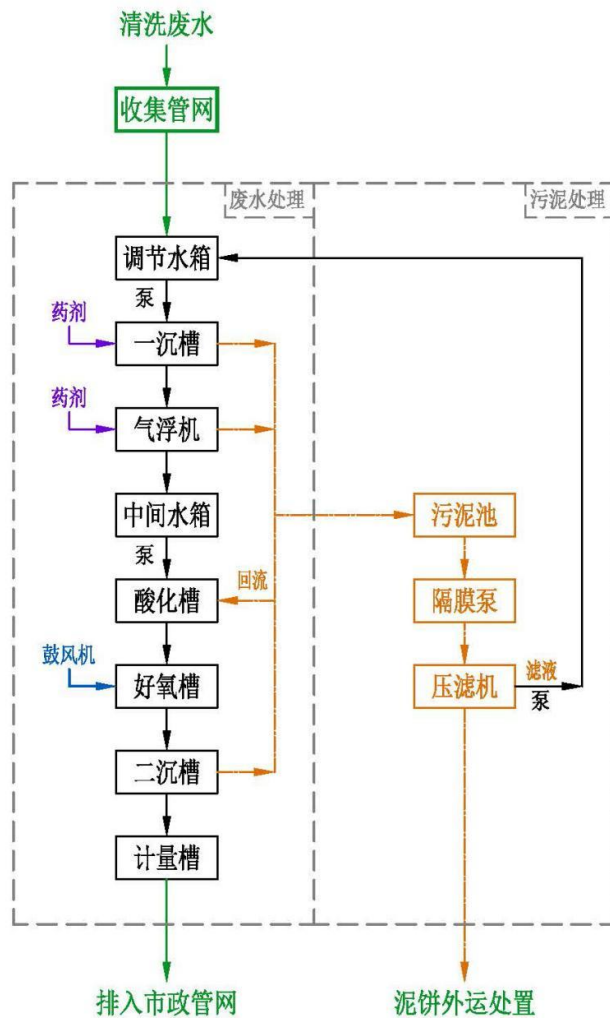 清洗废水
收集管网
废水处理
污泥处理
调节水箱
泵
药剂
一沉槽
药剂
气浮机
中间水箱
污泥池
泵
酸化槽
回流
隔膜泵
鼓风机
好氧槽
压滤机
滤液
泵
二沉槽
计量槽
排入市政管网
泥饼外运处置